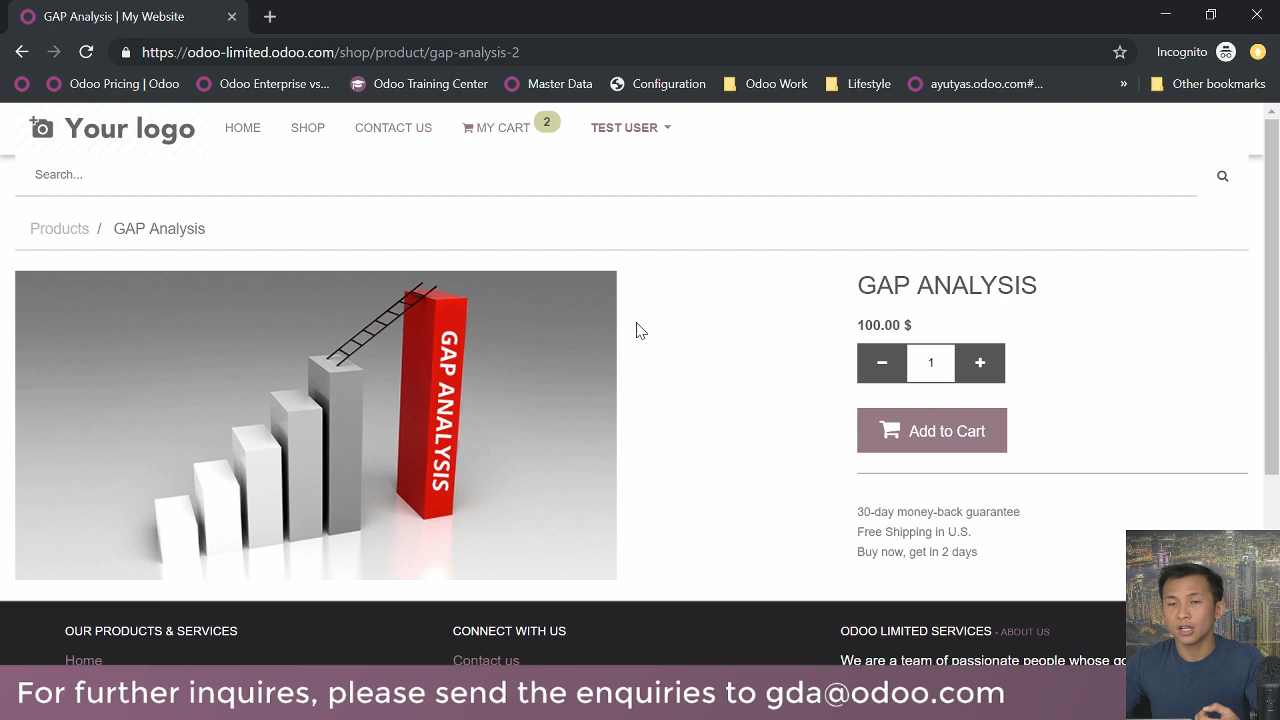 GAP Analysis | My Website
https://odoo-limited.odoo.com/shop/product/gap-analysis-2
Incognito
Odoo Pricing | Odoo
Odoo Enterprise vs...
Odoo Training Center
Master Data
Configuration
Odoo Work
Lifestyle
ayutyas.odoo.com#...
»
Other bookmarks
Your logo
HOME
SHOP
CONTACT US
MY CART 2
TEST USER
Search...
Products / GAP Analysis
GAP ANALYSIS
GAP ANALYSIS
100.00 $
− 1 +
Add to Cart
30-day money-back guarantee
Free Shipping in U.S.
Buy now, get in 2 days
OUR PRODUCTS & SERVICES
Home
CONNECT WITH US
Contact us
ODOO LIMITED SERVICES - ABOUT US
We are a team of passionate people whose go
For further inquires, please send the enquiries to gda@odoo.com